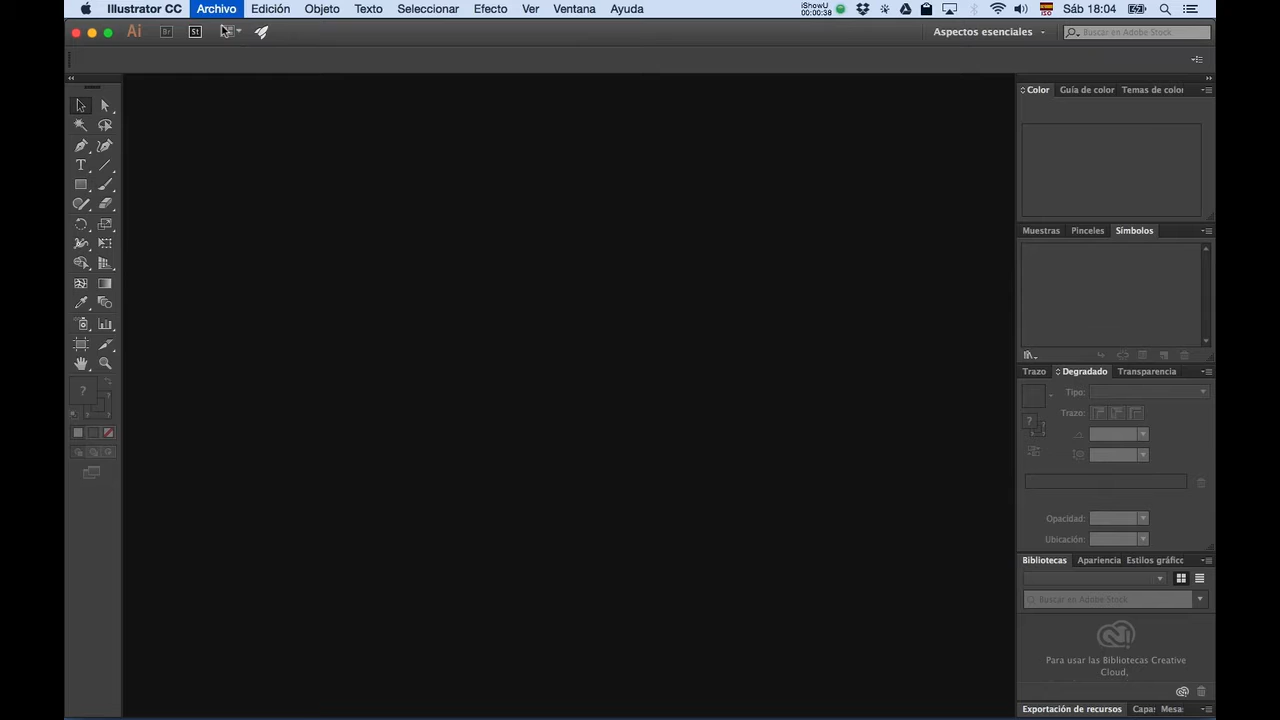 Illustrator CC Archivo Edición Objeto Texto Seleccionar Efecto Ver Ventana Ayuda iShowU 00:00:38 ISO Sáb 18:04
Ai Br St Aspectos esenciales Buscar en Adobe Stock
Color Guía de color Temas de color
T
Muestras Pinceles Símbolos
Trazo Degradado Transparencia
? Tipo:
Trazo:
?
Opacidad:
Ubicación:
Bibliotecas Apariencia Estilos gráfic
Buscar en Adobe Stock
Para usar las Bibliotecas Creative
Cloud,
Exportación de recursos Capa: Mesa: